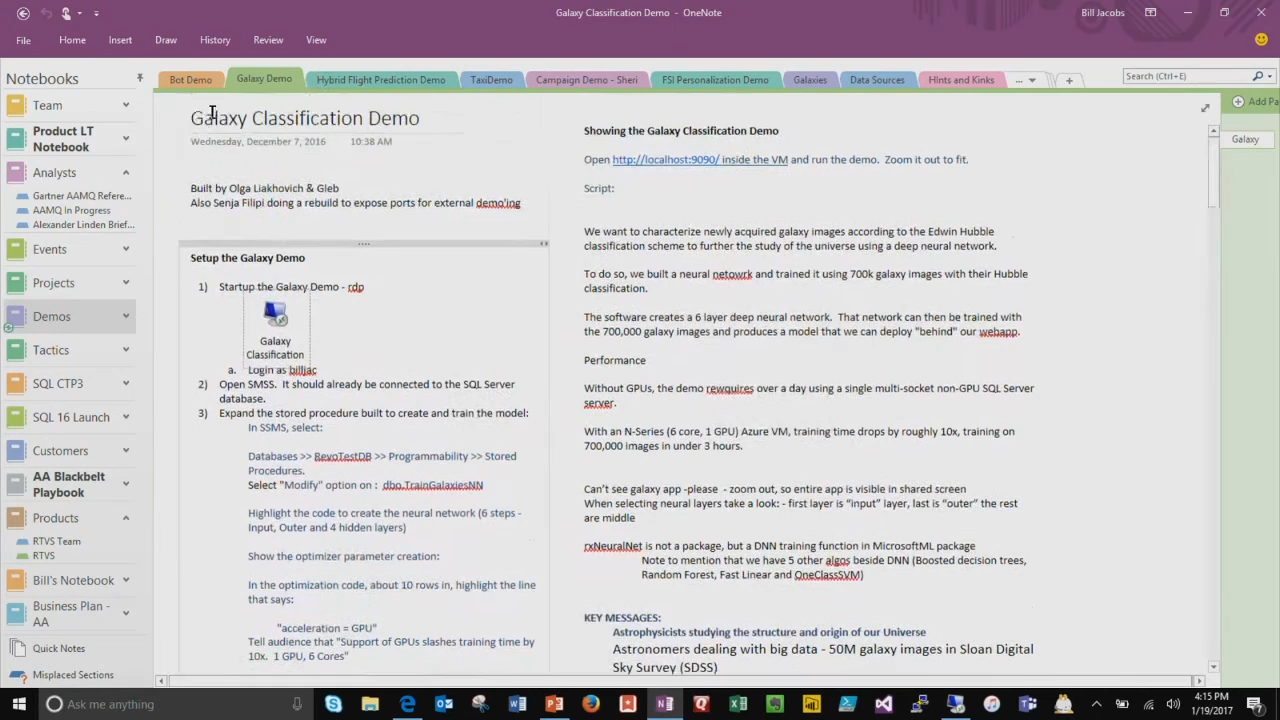 Galaxy Classification Demo - OneNote
Bill Jacobs
File
Home
Insert
Draw
History
Review
View
Notebooks
Bot Demo
Galaxy Demo
Hybrid Flight Prediction Demo
TaxiDemo
Campaign Demo - Sheri
FSI Personalization Demo
Galaxies
Data Sources
HInts and Kinks
...
Search (Ctrl+E)
Team
Product LT
Notebook
Analysts
Gartner AAMQ Refere...
AAMQ In Progress
Alexander Linden Brief...
Events
Projects
Demos
Tactics
SQL CTP3
SQL 16 Launch
Customers
AA Blackbelt
Playbook
Products
RTVS Team
RTVS
Bill's Notebook
Business Plan -
AA
Quick Notes
Misplaced Sections
Galaxy Classification Demo
Wednesday, December 7, 2016 10:38 AM
Built by Olga Liakhovich & Gleb
Also Senja Filipi doing a rebuild to expose ports for external demo'ing
Setup the Galaxy Demo
1) Startup the Galaxy Demo - rdp
Galaxy
Classification
a. Login as billjac
2) Open SMSS. It should already be connected to the SQL Server
database.
3) Expand the stored procedure built to create and train the model:
In SSMS, select:
Databases >> RevoTestDB >> Programmability >> Stored
Procedures.
Select "Modify" option on : dbo.TrainGalaxiesNN
Highlight the code to create the neural network (6 steps -
Input, Outer and 4 hidden layers)
Show the optimizer parameter creation:
In the optimization code, about 10 rows in, highlight the line
that says:
"acceleration = GPU"
Tell audience that "Support of GPUs slashes training time by
10x. 1 GPU, 6 Cores"
Showing the Galaxy Classification Demo
Open http://localhost:9090/ inside the VM and run the demo. Zoom it out to fit.
Script:
We want to characterize newly acquired galaxy images according to the Edwin Hubble
classification scheme to further the study of the universe using a deep neural network.
To do so, we built a neural netowrk and trained it using 700k galaxy images with their Hubble
classification.
The software creates a 6 layer deep neural network. That network can then be trained with
the 700,000 galaxy images and produces a model that we can deploy "behind" our webapp.
Performance
Without GPUs, the demo rewquires over a day using a single multi-socket non-GPU SQL Server
server.
With an N-Series (6 core, 1 GPU) Azure VM, training time drops by roughly 10x, training on
700,000 images in under 3 hours.
Can't see galaxy app -please - zoom out, so entire app is visible in shared screen
When selecting neural layers take a look: - first layer is "input" layer, last is "outer" the rest
are middle
rxNeuralNet is not a package, but a DNN training function in MicrosoftML package
Note to mention that we have 5 other algos beside DNN (Boosted decision trees,
Random Forest, Fast Linear and OneClassSVM)
KEY MESSAGES:
Astrophysicists studying the structure and origin of our Universe
Astronomers dealing with big data - 50M galaxy images in Sloan Digital
Sky Survey (SDSS)
Add Pa
Galaxy
Ask me anything
4:15 PM
1/19/2017